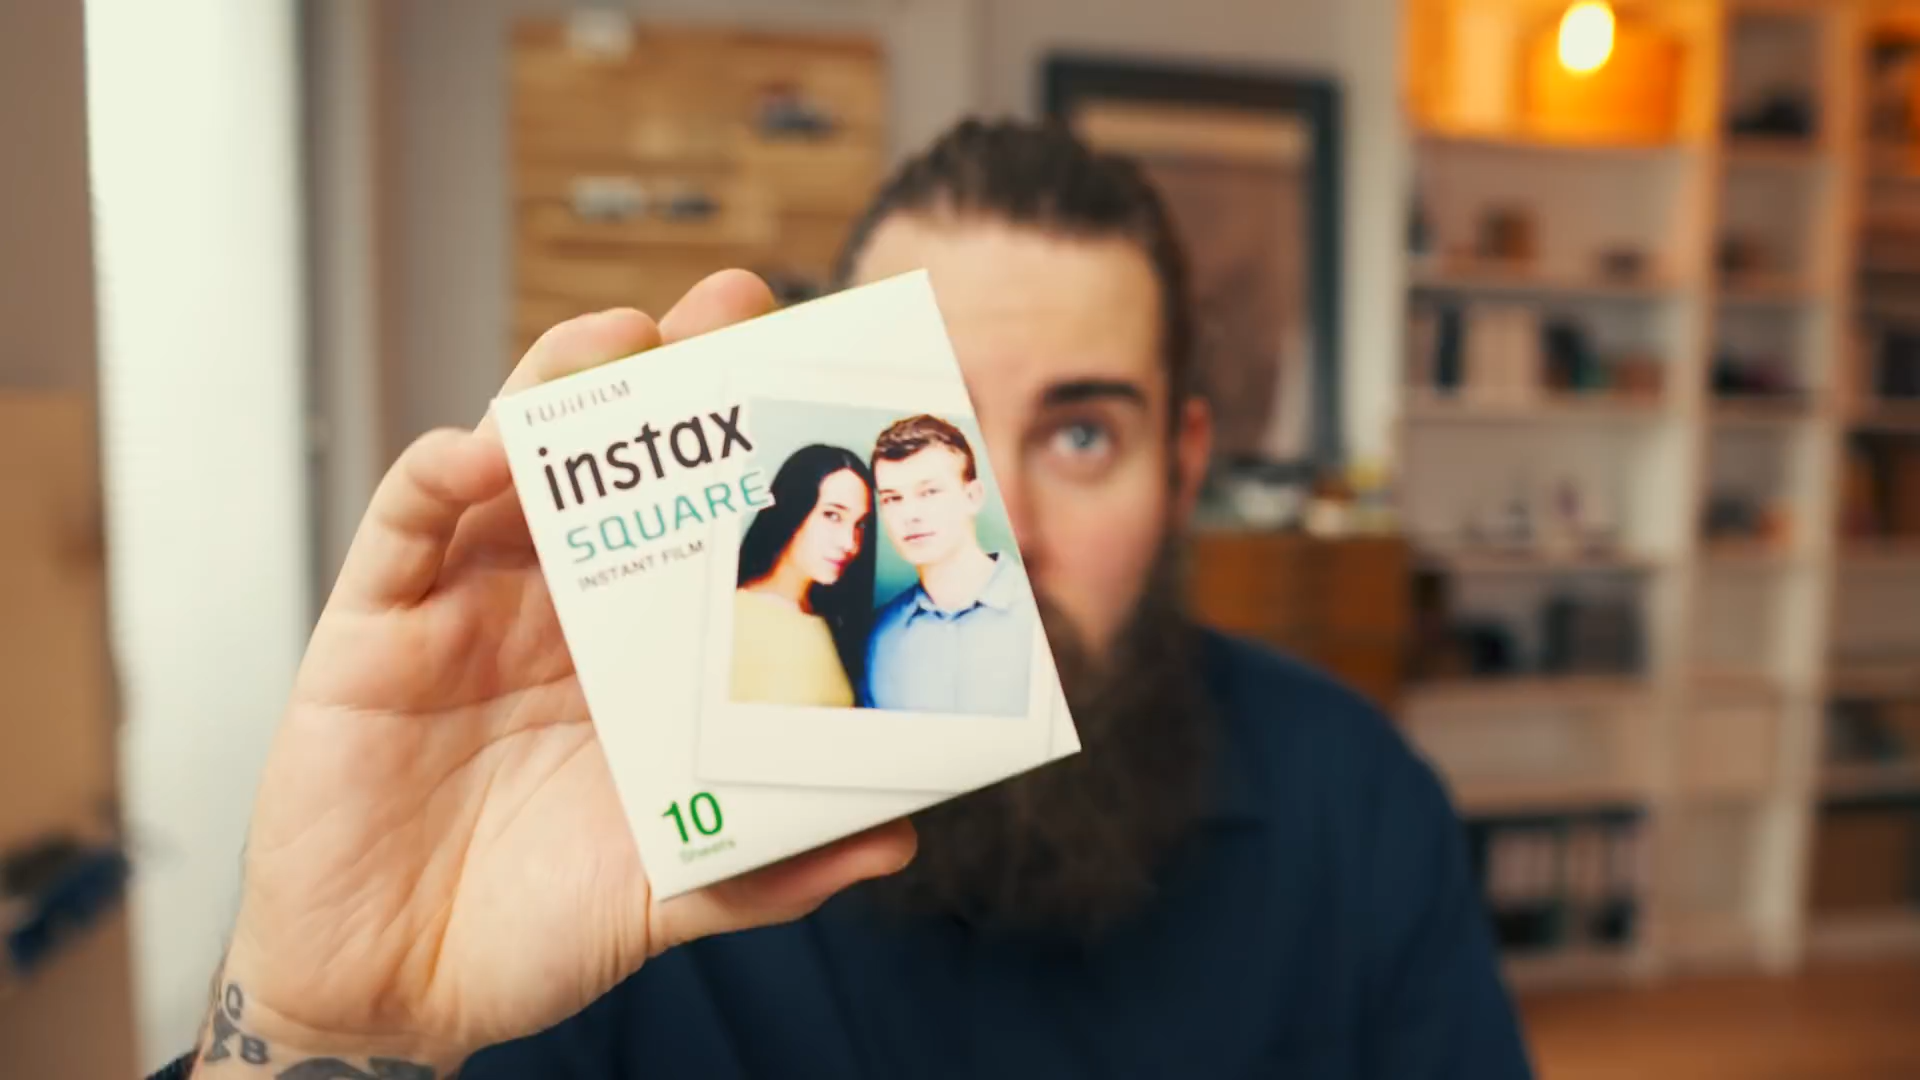 FUJIFILM
instax
SQUARE
INSTANT FILM
10
Sheets
Q
B